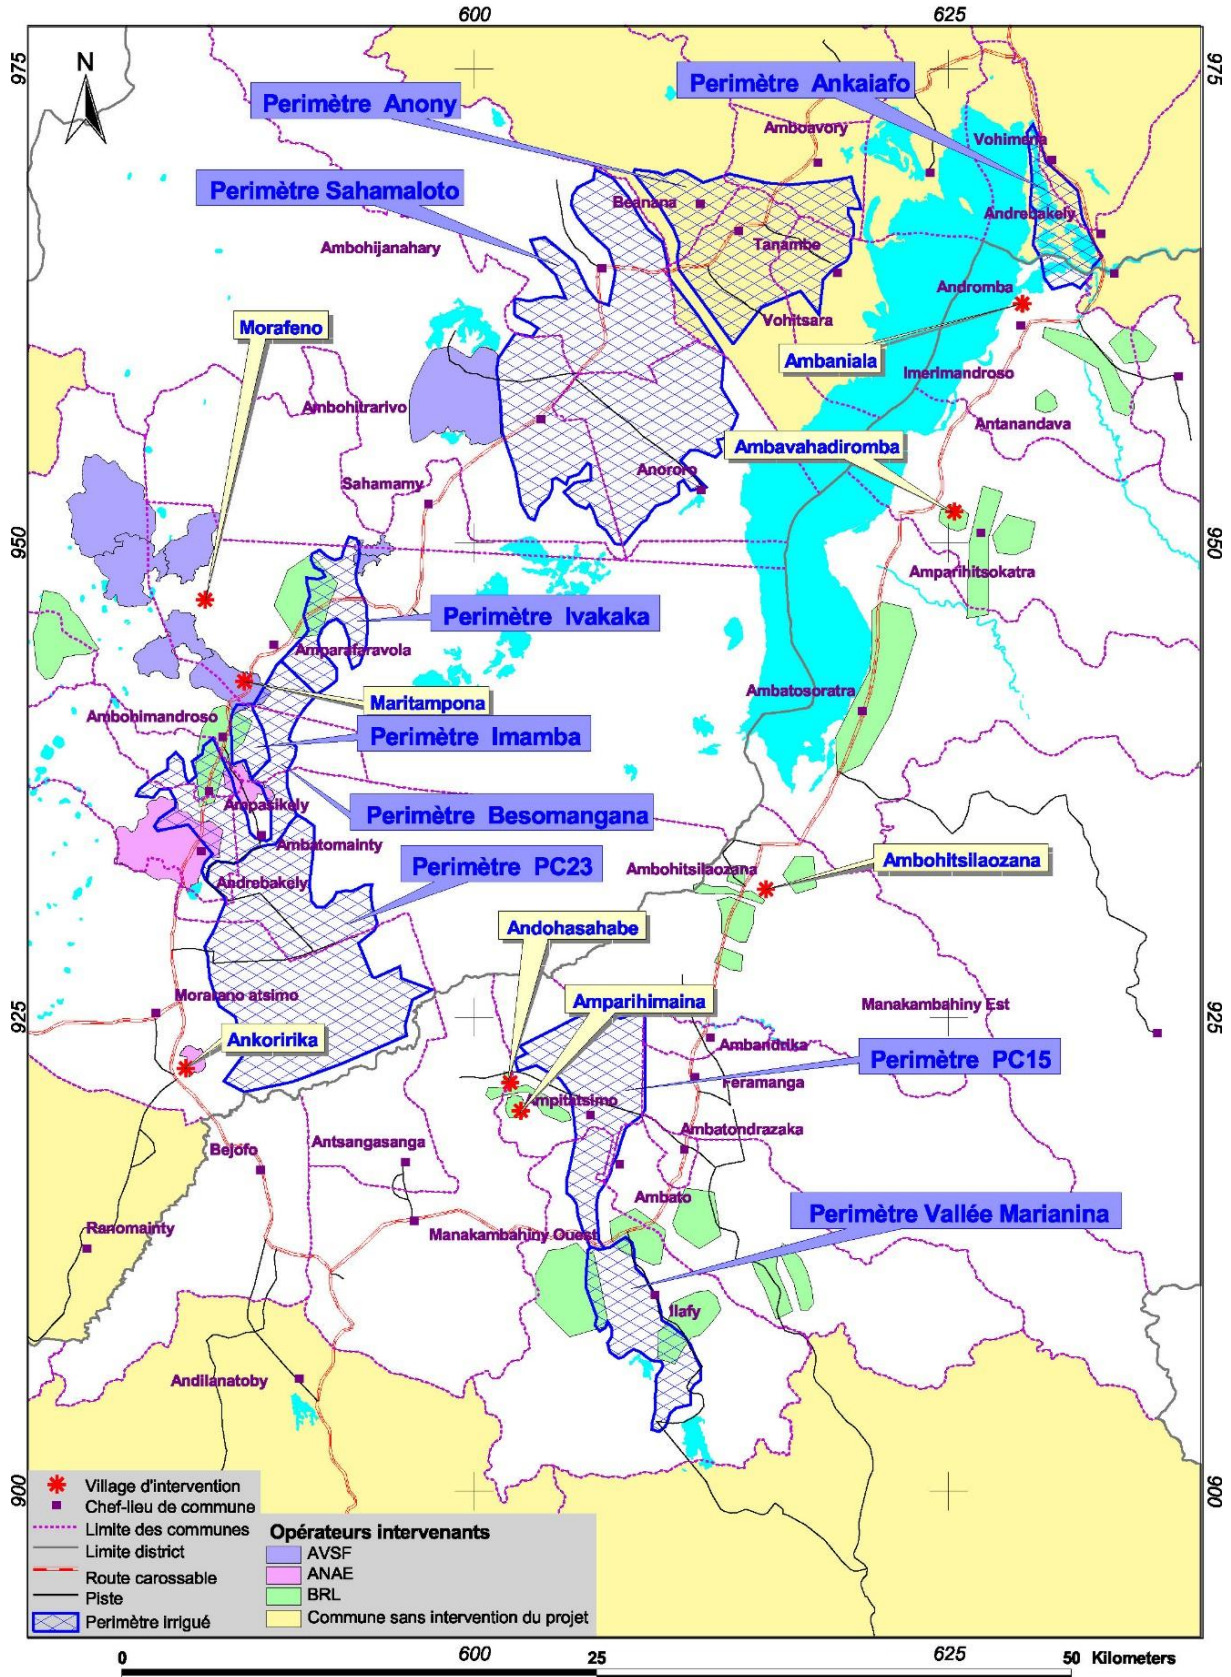 600
625
975
975
N
Perimètre Ankaiafo
Perimètre Anony
Amboavory
Vohimena
Perimètre Sahamaloto
Beanana
Andrebakely
Tanambe
Ambohijanahary
Andromba
Morafeno
Vohitsara
Ambaniala
Imerimandroso
Ambohitrarivo
Antanandava
Ambavahadiromba
Anororo
Sahamamy
950
950
Amparihitsokatra
Perimètre Ivakaka
Amparafaravola
Maritampona
Ambatosoratra
Ambohimandroso
Perimètre Imamba
Ampasikely
Perimètre Besomangana
Ambatomainty
Perimètre PC23
Ambohitsilaozana
Ambohitsilaozana
Andrebakely
Andohasahabe
Morarano atsimo
Amparihimaina
Manakambahiny Est
925
925
Ankoririka
Ambandrika
Perimètre PC15
Feramanga
mpitatsimo
Ambatondrazaka
Antsangasanga
Bejofo
Ambato
Perimètre Vallée Marianina
Ranomainty
Manakambahiny Ouest
Ilafy
Andilanatoby
900
900
Village d'intervention
Chef-lieu de commune
Limite des communes
Limite district
Route carossable
Piste
Perimètre irrigué
Opérateurs intervenants
AVSF
ANAE
BRL
Commune sans intervention du projet
600
625
0
25
50 Kilometers